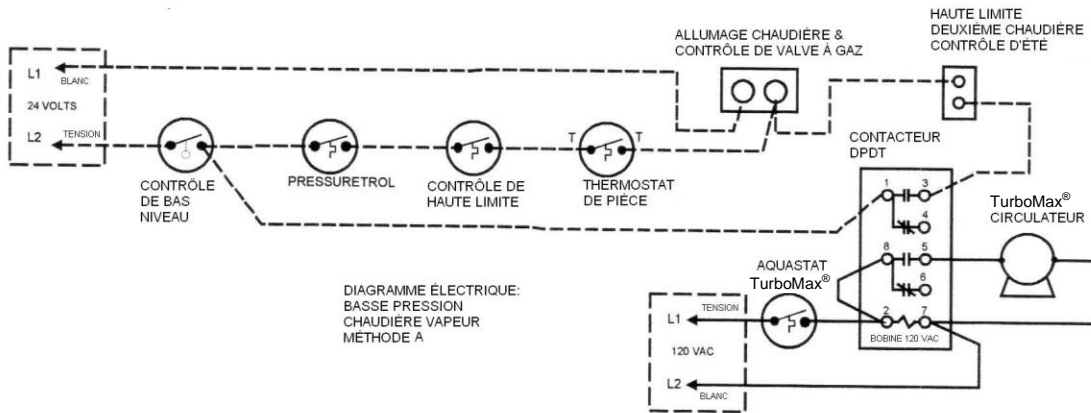 HAUTE LIMITE
DEUXIÈME CHAUDIÈRE
CONTRÔLE D'ÉTÉ
ALLUMAGE CHAUDIÈRE &
CONTRÔLE DE VALVE À GAZ
L1
BLANC
24 VOLTS
L2
TENSION
CONTRÔLE
DE BAS
NIVEAU
PRESSURETROL
CONTRÔLE DE
HAUTE LIMITE
T
T
THERMOSTAT
DE PIÈCE
CONTACTEUR
DPDT
1
3
4
8
5
6
2
7
BOBINE 120 VAC
TurboMax®
CIRCULATEUR
AQUASTAT
TurboMax®
DIAGRAMME ÉLECTRIQUE:
BASSE PRESSION
CHAUDIÈRE VAPEUR
MÉTHODE A
L1
TENSION
120 VAC
L2
BLANC